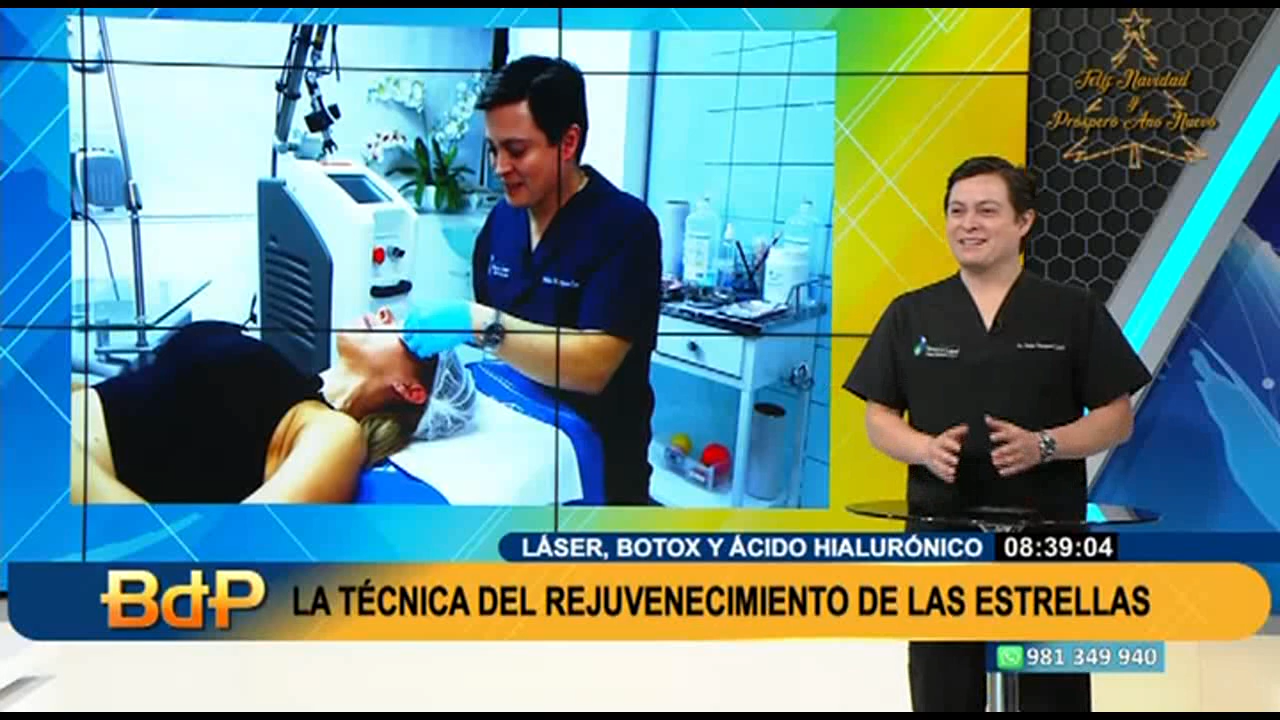 Feliz Navidad
y
Próspero Año Nuevo
LÁSER, BOTOX Y ÁCIDO HIALURÓNICO
08:39:04
BdP
LA TÉCNICA DEL REJUVENECIMIENTO DE LAS ESTRELLAS
981 349 940